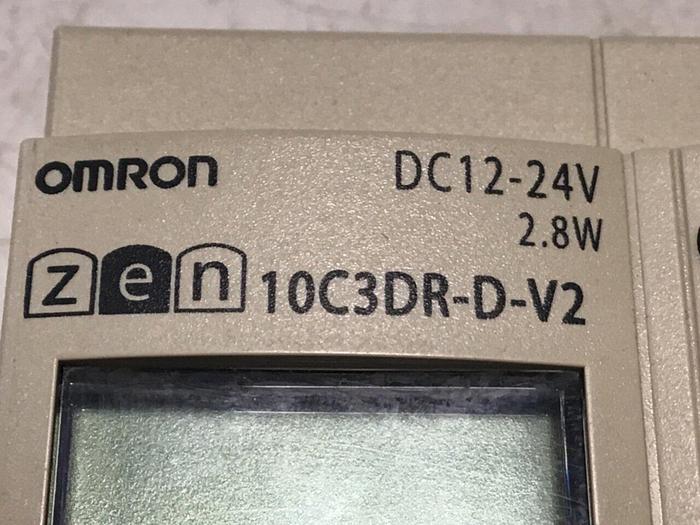 OMRON
DC12-24V
2.8W
zen 10C3DR-D-V2